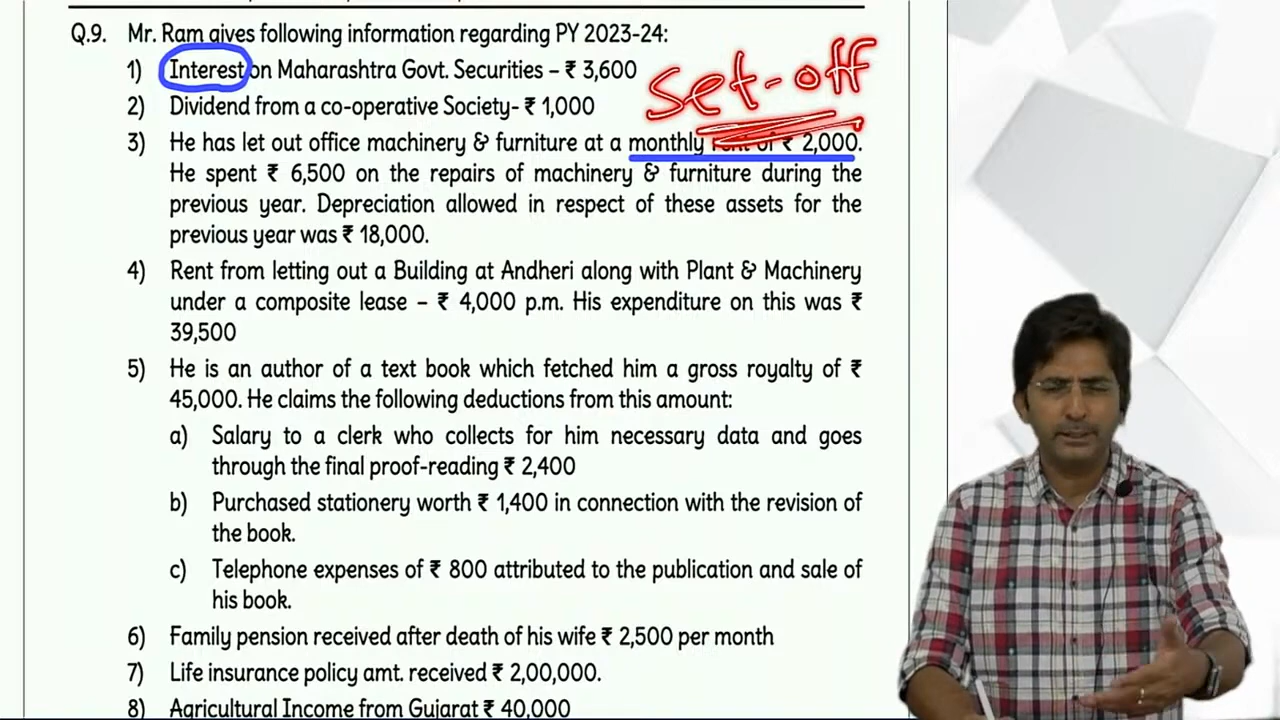 Q.9. Mr. Ram gives following information regarding PY 2023-24:
1) Interest on Maharashtra Govt. Securities – ₹ 3,600
set-off
2) Dividend from a co-operative Society- ₹ 1,000
3) He has let out office machinery & furniture at a monthly rent of ₹ 2,000.
He spent ₹ 6,500 on the repairs of machinery & furniture during the
previous year. Depreciation allowed in respect of these assets for the
previous year was ₹ 18,000.
4) Rent from letting out a Building at Andheri along with Plant & Machinery
under a composite lease – ₹ 4,000 p.m. His expenditure on this was ₹
39,500
5) He is an author of a text book which fetched him a gross royalty of ₹
45,000. He claims the following deductions from this amount:
a) Salary to a clerk who collects for him necessary data and goes
through the final proof-reading ₹ 2,400
b) Purchased stationery worth ₹ 1,400 in connection with the revision of
the book.
c) Telephone expenses of ₹ 800 attributed to the publication and sale of
his book.
6) Family pension received after death of his wife ₹ 2,500 per month
7) Life insurance policy amt. received ₹ 2,00,000.
8) Agricultural Income from Gujarat ₹ 40,000